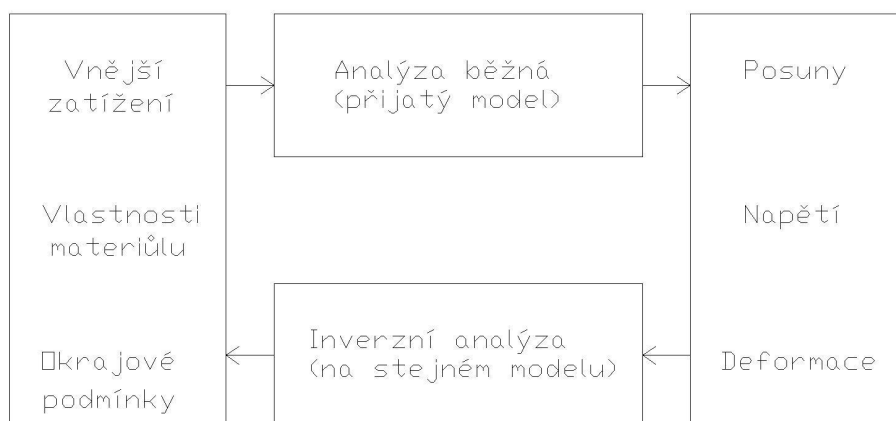 Vnější
zatížení
Vlastnosti
materiůlu
Okrajové
podmínky
Analýza běžná
(přijatý model)
Inverzní analýza
(na stejném modelu)
Posuny
Napětí
Deformace